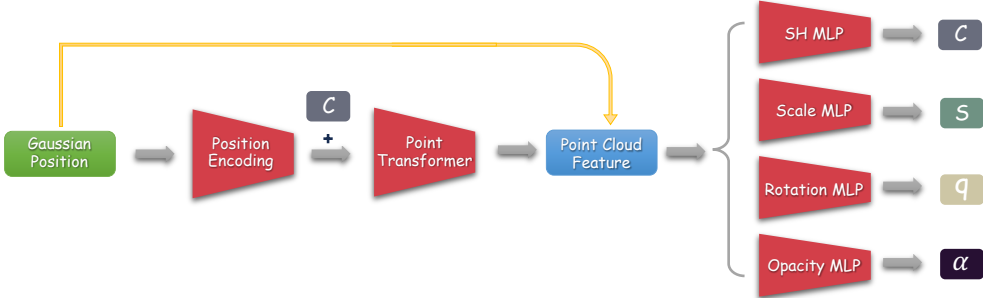 Gaussian
Position
Position
Encoding
C
+
Point
Transformer
Point Cloud
Feature
SH MLP
C
Scale MLP
S
Rotation MLP
q
Opacity MLP
α